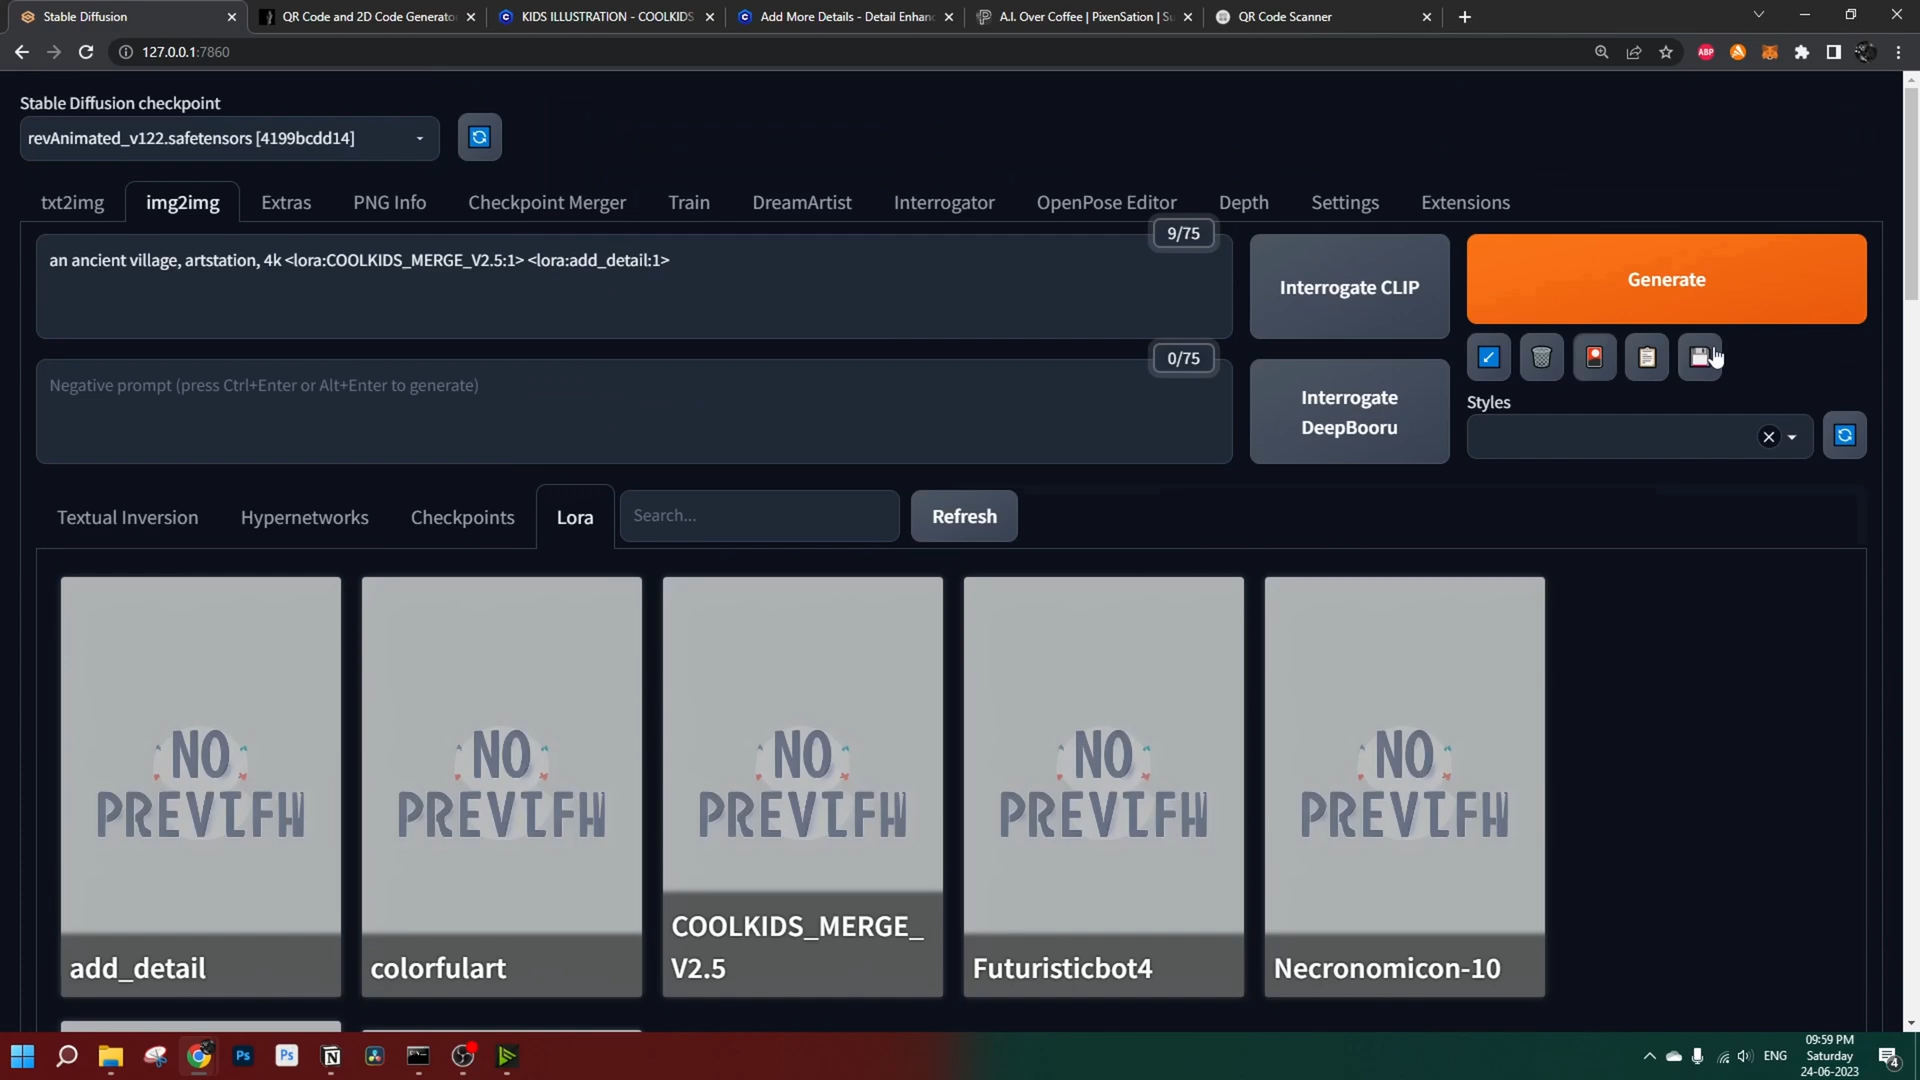 Stable Diffusion
QR Code and 2D Code Generato
KIDS ILLUSTRATION - COOLKIDS
Add More Details - Detail Enhan
A.I. Over Coffee | PixenSation | Su
QR Code Scanner
127.0.0.1:7860
ABP
Stable Diffusion checkpoint
revAnimated_v122.safetensors [4199bcdd14]
txt2img
img2img
Extras
PNG Info
Checkpoint Merger
Train
DreamArtist
Interrogator
OpenPose Editor
Depth
Settings
Extensions
9/75
an ancient village, artstation, 4k <lora:COOLKIDS_MERGE_V2.5:1> <lora:add_detail:1>
Interrogate CLIP
Generate
0/75
Negative prompt (press Ctrl+Enter or Alt+Enter to generate)
Interrogate
DeepBooru
Styles
Textual Inversion
Hypernetworks
Checkpoints
Lora
Search...
Refresh
NO
PREVIEW
add_detail
NO
PREVIEW
colorfulart
NO
PREVIEW
COOLKIDS_MERGE_
V2.5
NO
PREVIEW
Futuristicbot4
NO
PREVIEW
Necronomicon-10
Ps
Ps
ENG
09:59 PM
Saturday
24-06-2023
4